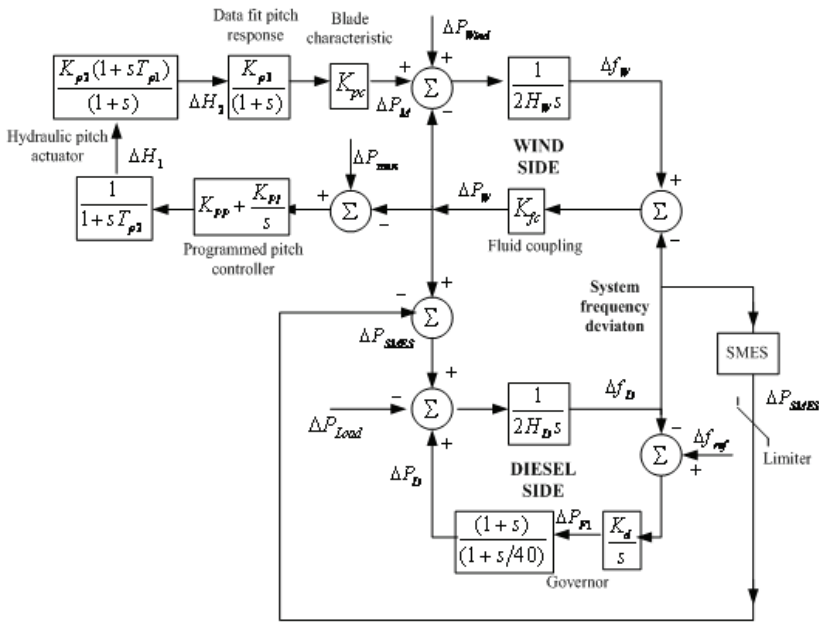 Data fit pitch
response
Blade
characteristic
ΔP_Wind
K_p2(1+sT_p1)
(1+s)
ΔH_2
K_p3
(1+s)
K_pc
+
ΔP_M
+
Σ
−
1
2H_W s
Δf_W
Hydraulic pitch
actuator
ΔH_1
WIND
SIDE
ΔP_max
1
1+sT_p2
K_pp + K_p1
s
+
Σ
−
ΔP_W
K_fc
+
Σ
−
Programmed pitch
controller
Fluid coupling
−
+
Σ
ΔP_SMES
System
frequency
deviaton
SMES
ΔP_SMES
−
+
Σ
+
ΔP_Load
1
2H_D s
Δf_D
−
Σ
+
Δf_ref
Limiter
ΔP_D
DIESEL
SIDE
(1+s)
(1+s/40)
ΔP_F1
K_d
s
Governor